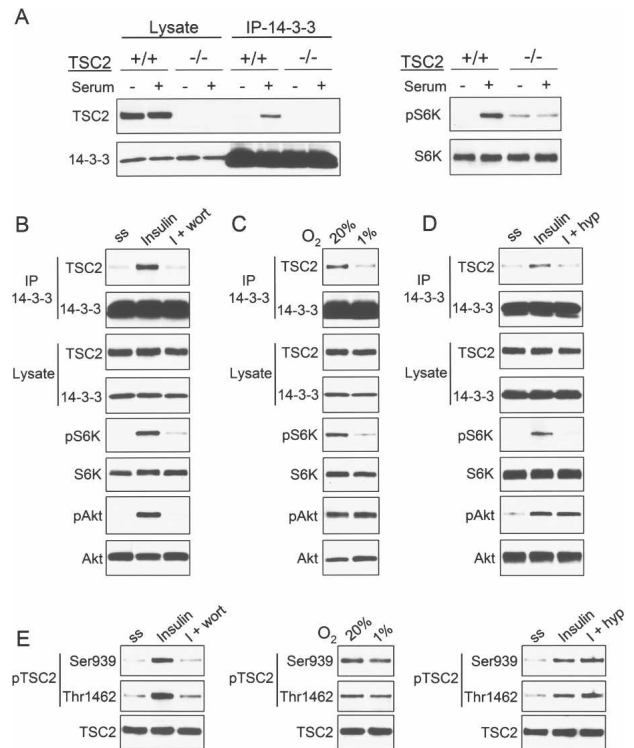 A
Lysate IP-14-3-3
TSC2 +/+ -/- +/+ -/-
Serum - + - + - + - +
TSC2
14-3-3
TSC2 +/+ -/-
Serum - + - +
pS6K
S6K
B
ss Insulin I + wort
IP 14-3-3
TSC2
14-3-3
Lysate
TSC2
14-3-3
pS6K
S6K
pAkt
Akt
C
O2 20% 1%
IP 14-3-3
TSC2
14-3-3
Lysate
TSC2
14-3-3
pS6K
S6K
pAkt
Akt
D
ss Insulin I + hyp
IP 14-3-3
TSC2
14-3-3
Lysate
TSC2
14-3-3
pS6K
S6K
pAkt
Akt
E
ss Insulin I + wort
pTSC2
Ser939
Thr1462
TSC2
O2 20% 1%
pTSC2
Ser939
Thr1462
TSC2
ss Insulin I + hyp
pTSC2
Ser939
Thr1462
TSC2